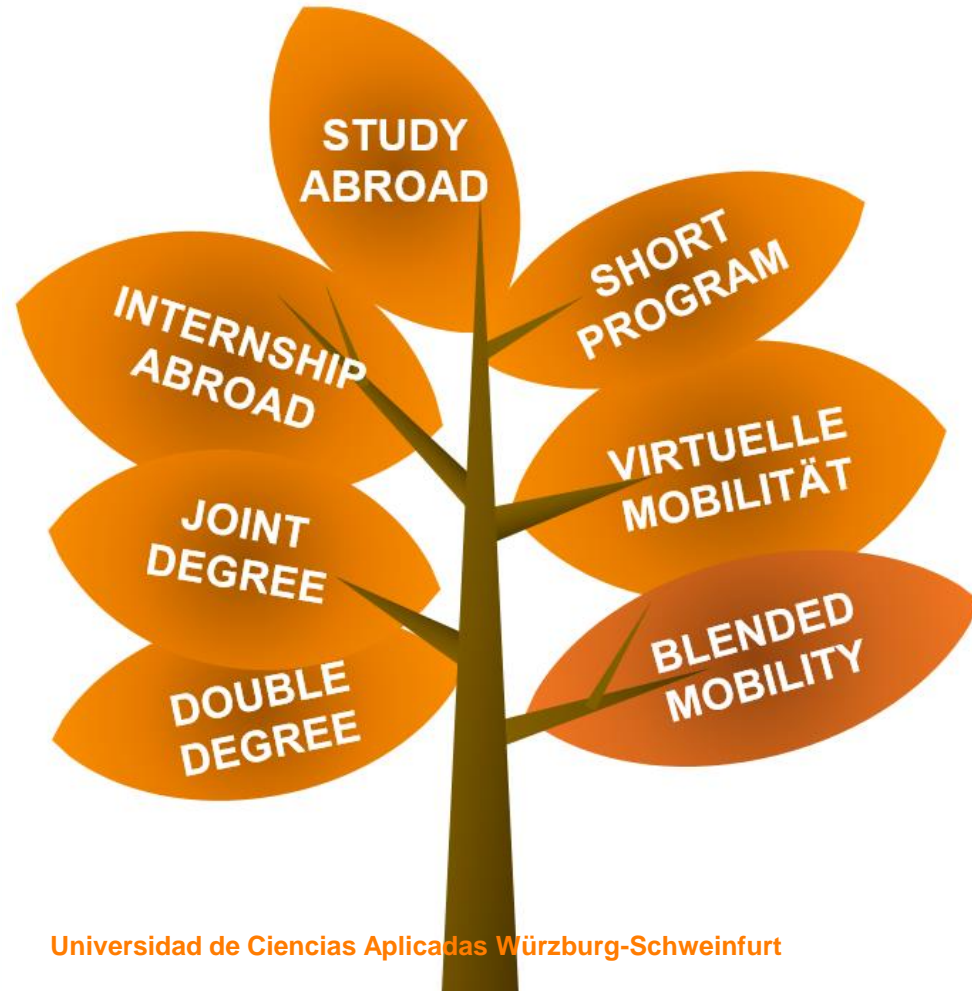 STUDY
ABROAD
SHORT
PROGRAM
INTERNSHIP
ABROAD
VIRTUELLE
MOBILITÄT
JOINT
DEGREE
BLENDED
MOBILITY
DOUBLE
DEGREE
Universidad de Ciencias Aplicadas Würzburg-Schweinfurt